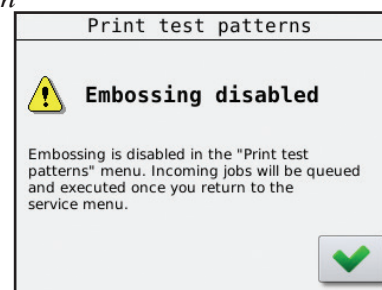 n
Print test patterns
Embossing disabled
Embossing is disabled in the "Print test
patterns" menu. Incoming jobs will be queued
and executed once you return to the
service menu.